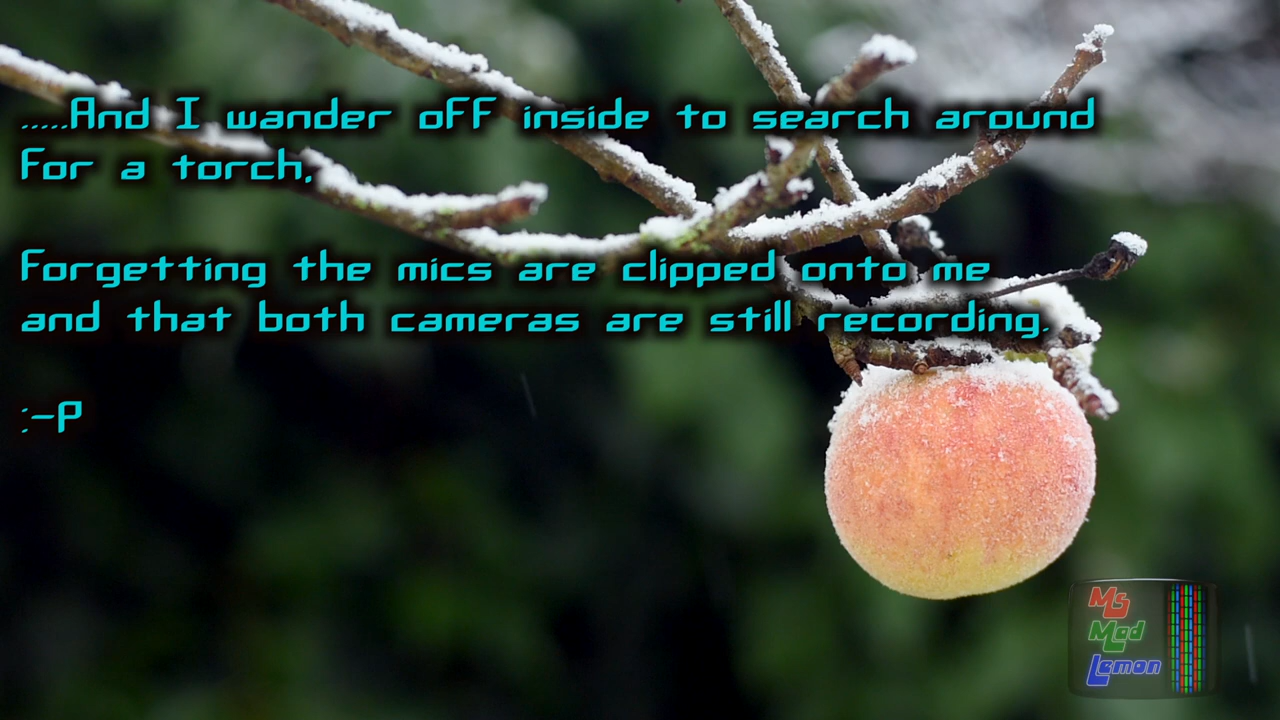 .....And I wander off inside to search around
for a torch,
Forgetting the mics are clipped onto me
and that both cameras are still recording.
:-P
Ms
Mad
Lemon